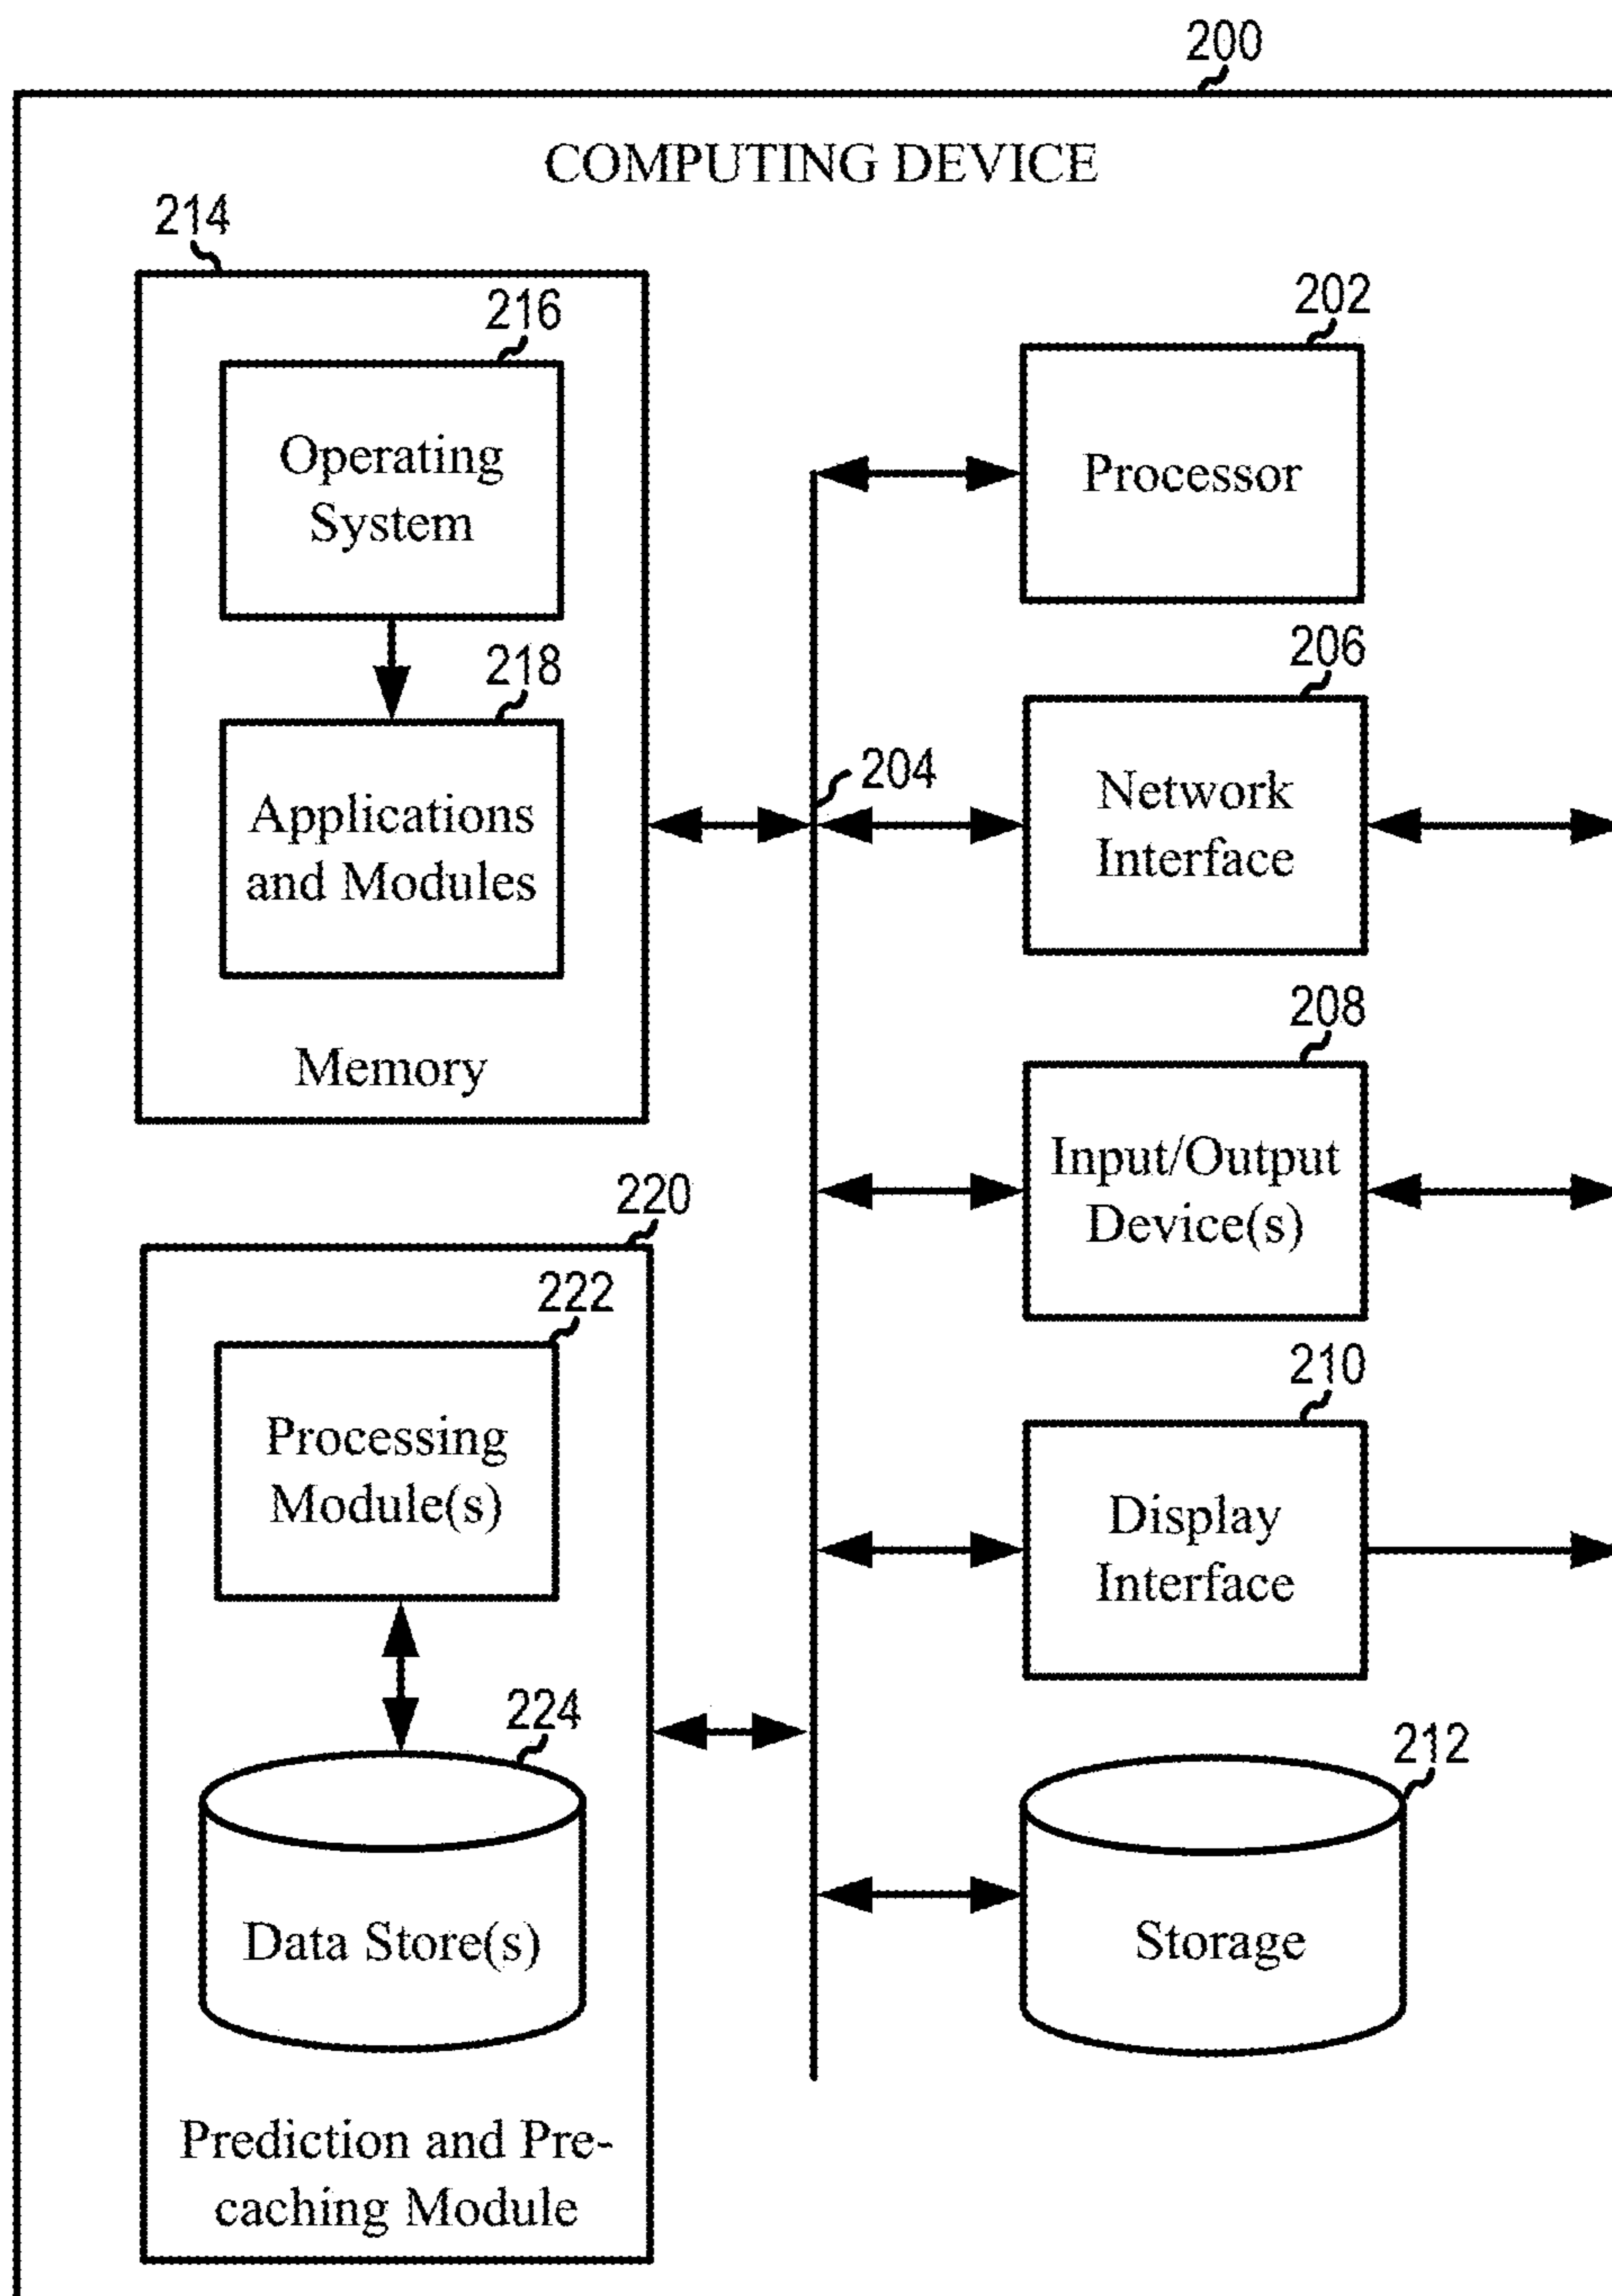 200
COMPUTING DEVICE
214
216
Operating
System
218
Applications
and Modules
Memory
202
Processor
204
206
Network
Interface
208
Input/Output
Device(s)
210
Display
Interface
212
Storage
220
222
Processing
Module(s)
224
Data Store(s)
Prediction and Pre-
caching Module